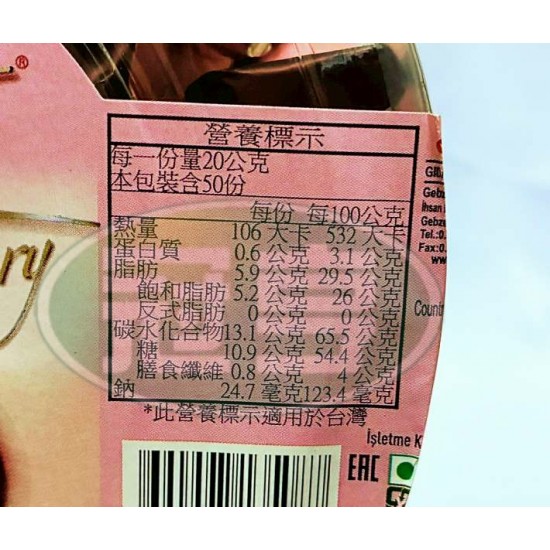 ry
營養標示
每一份量20公克
本包裝含50份
每份 每100公克
熱量 106 大卡 532 大卡
蛋白質 0.6 公克 3.1 公克
脂肪 5.9 公克 29.5 公克
飽和脂肪 5.2 公克 26 公克
反式脂肪 0 公克 0 公克
碳水化合物 13.1 公克 65.5 公克
糖 10.9 公克 54.4 公克
膳食纖維 0.8 公克 4 公克
鈉 24.7 毫克 123.4 毫克
*此營養標示適用於台灣
Gebze
Tel.:0.
Fax:0.
İşletme K
EAC